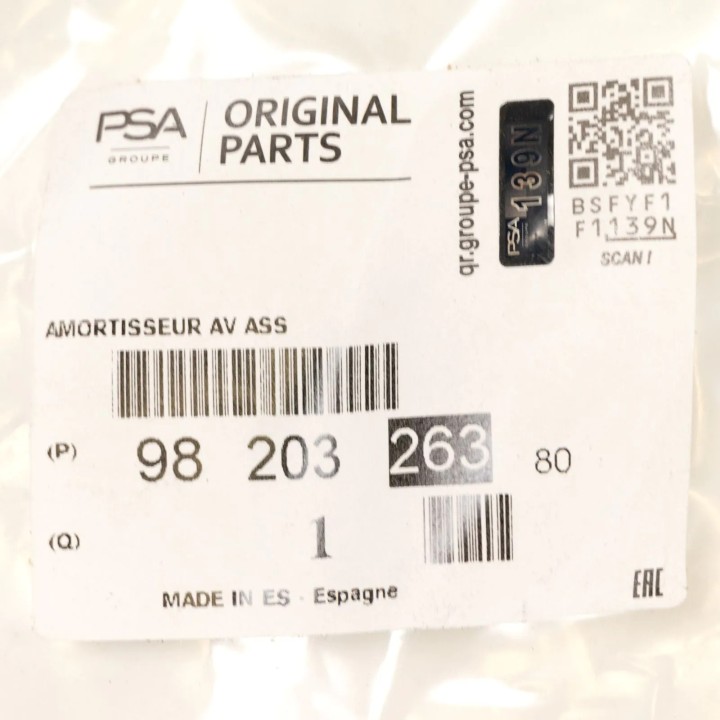 PSA
GROUPE
ORIGINAL
PARTS
qr.groupe-psa.com
PSA 139N
BSFYF1
F1139N
SCAN!
AMORTISSEUR AV ASS
(P) 98 203 263 80
(Q) 1
MADE IN ES - Espagne
EAC